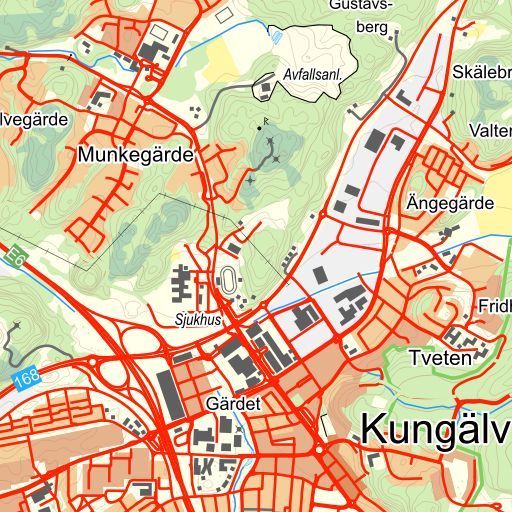 Gustavs-
berg
Avfallsanl.
Skälebr
lvegärde
Munkegärde
Valter
Ängegärde
E6
Sjukhus
Fridh
Tveten
168
Gärdet
Kungälv